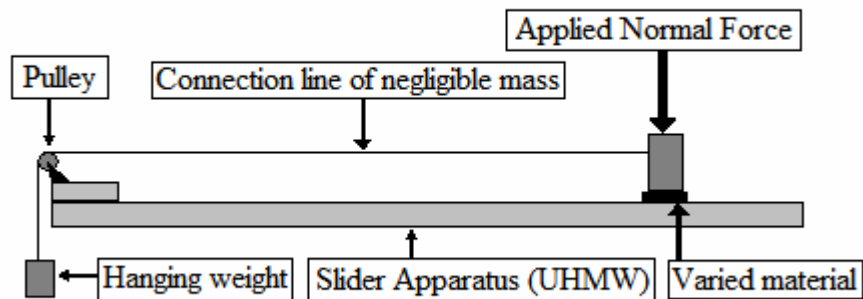 Applied Normal
Force
Pulley
Connection line of negligible mass
Hanging weight
Slider Apparatus (UHMW)
Varied material